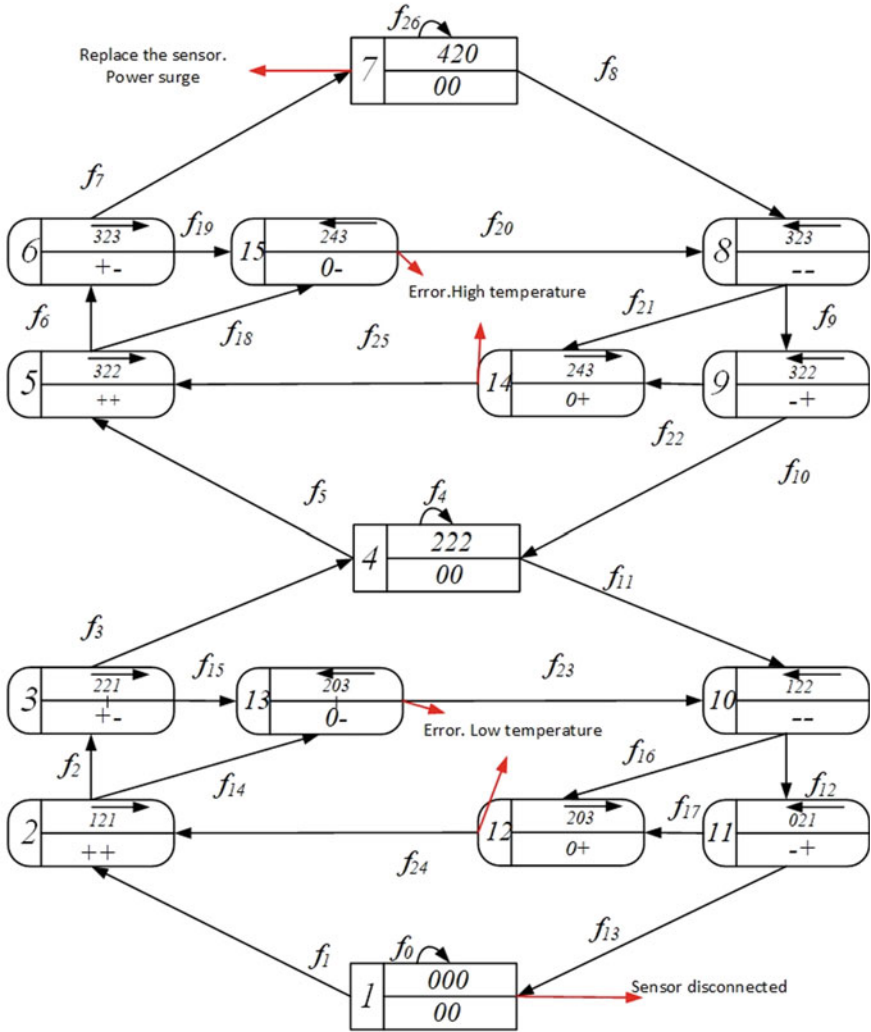 f26
Replace the sensor.
Power surge
7 420
00
f8
f7
6 323
+-
f19
15 243
0-
f20
8 323
--
Error.High temperature
f6
f18
f25
f21
f9
5 322
++
14 243
0+
9 322
-+
f22
f10
f5
f4
4 222
00
f11
f3
3 221
+-
f15
13 203
0-
f23
10 122
--
Error. Low temperature
f2
f14
f16
f12
2 121
++
12 203
0+
f17
11 021
-+
f24
f13
f1
f0
1 000
00
Sensor disconnected